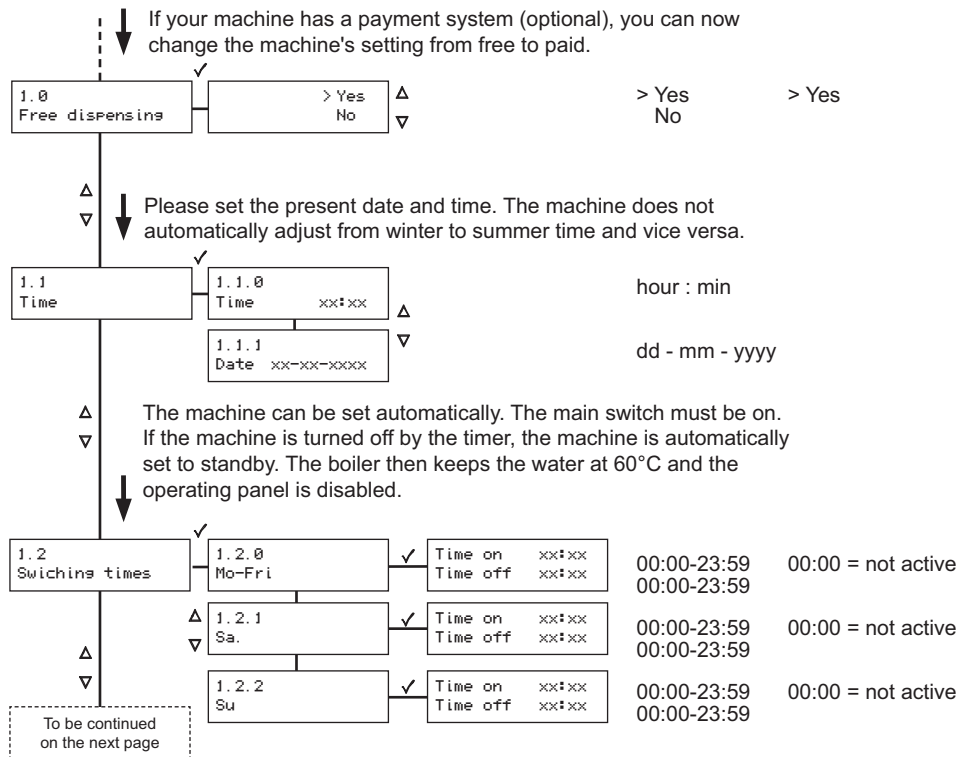 If your machine has a payment system (optional), you can now
change the machine's setting from free to paid.
1.0
Free dispensing
> Yes
No
> Yes
No
> Yes
Please set the present date and time. The machine does not
automatically adjust from winter to summer time and vice versa.
1.1
Time
1.1.0
Time xx:xx
hour : min
1.1.1
Date xx-xx-xxxx
dd - mm - yyyy
The machine can be set automatically. The main switch must be on.
If the machine is turned off by the timer, the machine is automatically
set to standby. The boiler then keeps the water at 60°C and the
operating panel is disabled.
1.2
Swiching times
1.2.0
Mo-Fri
Time on xx:xx
Time off xx:xx
00:00-23:59
00:00-23:59
00:00 = not active
1.2.1
Sa.
Time on xx:xx
Time off xx:xx
00:00-23:59
00:00-23:59
00:00 = not active
1.2.2
Su
Time on xx:xx
Time off xx:xx
00:00-23:59
00:00-23:59
00:00 = not active
To be continued
on the next page